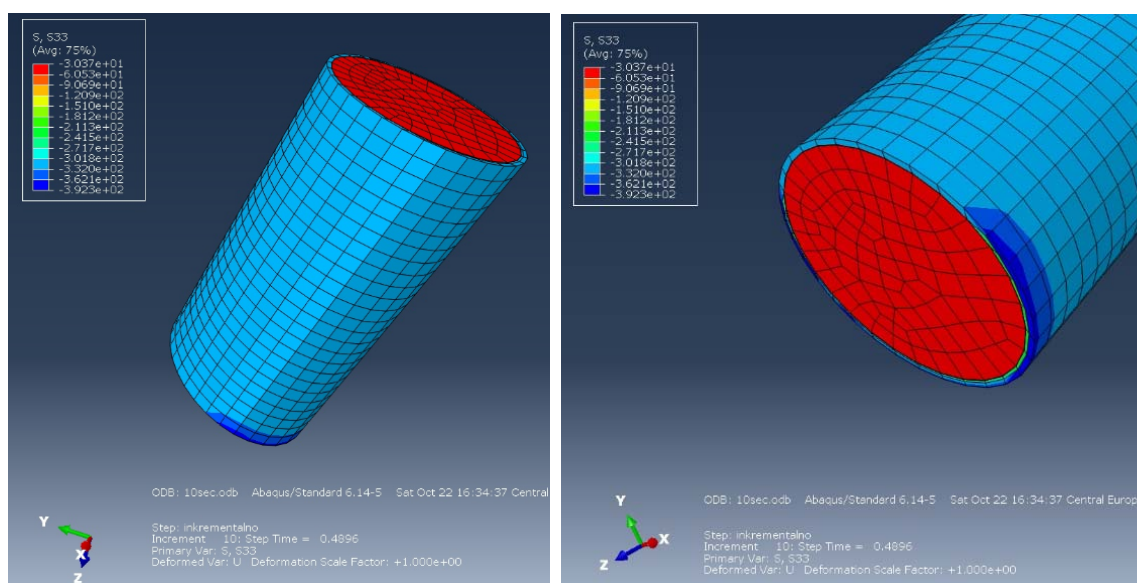 S, S33
(Avg: 75%)
-3.037e+01
-6.053e+01
-9.069e+01
-1.209e+02
-1.510e+02
-1.812e+02
-2.113e+02
-2.415e+02
-2.717e+02
-3.018e+02
-3.320e+02
-3.621e+02
-3.923e+02
ODB: 10sec.odb Abaqus/Standard 6.14-5 Sat Oct 22 16:34:37 Central
Y
X
Z
Step: inkrementalno
Increment 10: Step Time = 0.4896
Primary Var: S, S33
Deformed Var: U Deformation Scale Factor: +1.000e+00
S, S33
(Avg: 75%)
-3.037e+01
-6.053e+01
-9.069e+01
-1.209e+02
-1.510e+02
-1.812e+02
-2.113e+02
-2.415e+02
-2.717e+02
-3.018e+02
-3.320e+02
-3.621e+02
-3.923e+02
ODB: 10sec.odb Abaqus/Standard 6.14-5 Sat Oct 22 16:34:37 Central Europ
Y
X
Z
Step: inkrementalno
Increment 10: Step Time = 0.4896
Primary Var: S, S33
Deformed Var: U Deformation Scale Factor: +1.000e+00